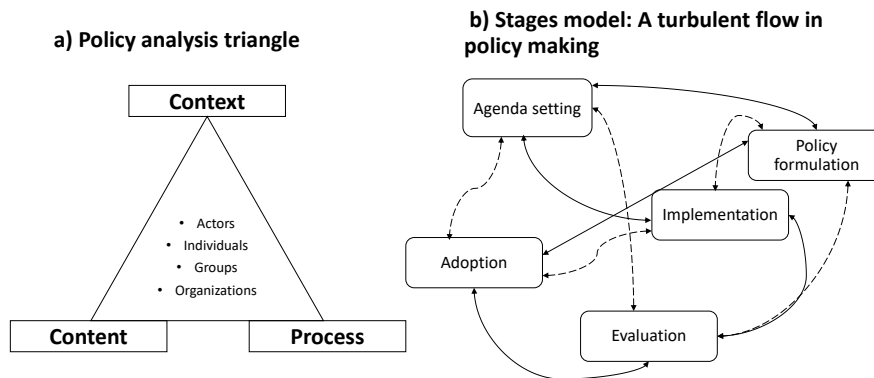 a) Policy analysis triangle
Context
• Actors
• Individuals
• Groups
• Organizations
Content
Process
b) Stages model: A turbulent flow in
policy making
Agenda setting
Policy
formulation
Implementation
Adoption
Evaluation